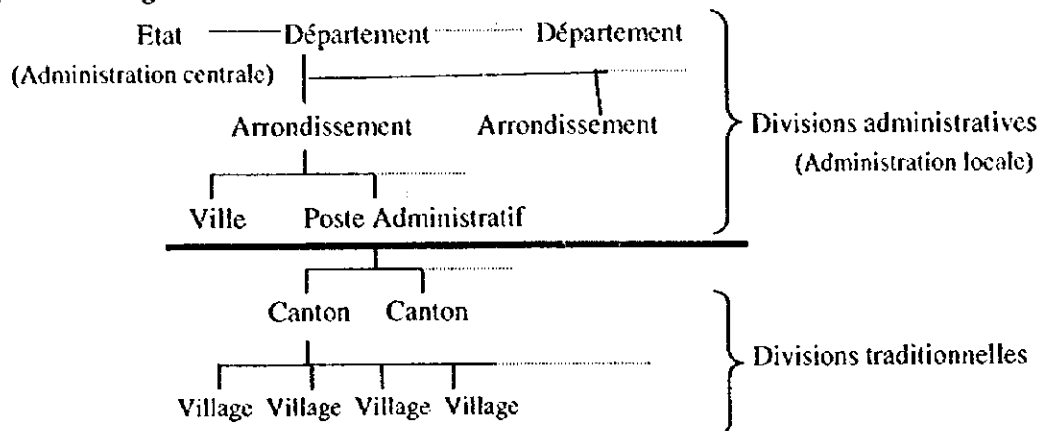 Etat Département Département
(Administration centrale)
Arrondissement Arrondissement
Divisions administratives
(Administration locale)
Ville Poste Administratif
Canton Canton
Divisions traditionnelles
Village Village Village Village